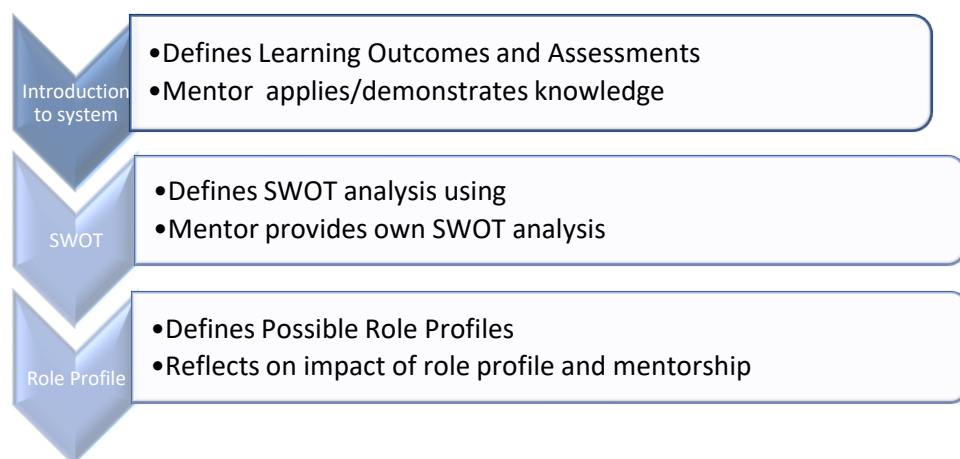 Introduction
to system
•Defines Learning Outcomes and Assessments
•Mentor  applies/demonstrates knowledge
SWOT
•Defines SWOT analysis using
•Mentor provides own SWOT analysis
Role Profile
•Defines Possible Role Profiles
•Reflects on impact of role profile and mentorship